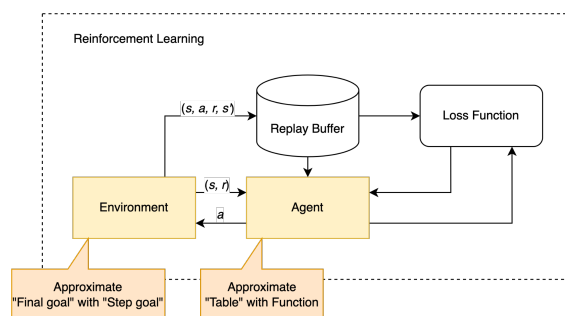 Reinforcement Learning
(s, a, r, s')
Replay Buffer
Loss Function
(s, r)
Environment
Agent
a
Approximate
"Final goal" with "Step goal"
Approximate
"Table" with Function